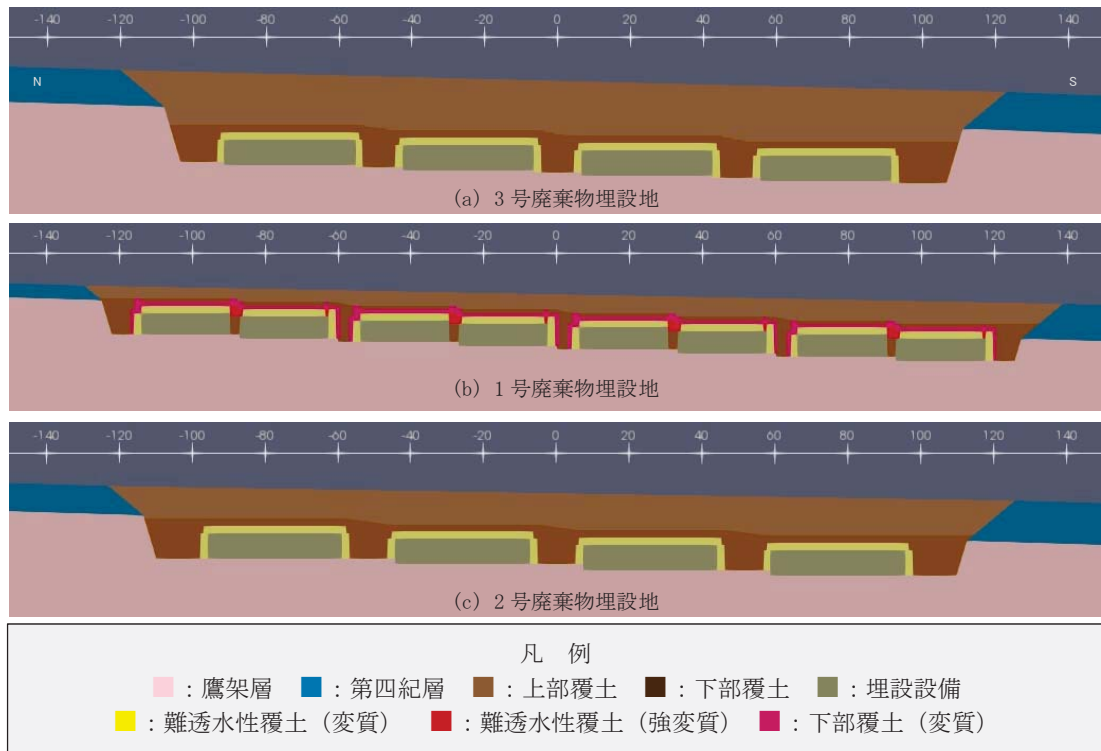 -140 -120 -100 -80 -60 -40 -20 0 20 40 60 80 100 120 140
N S
(a) 3号廃棄物埋設地
-140 -120 -100 -80 -60 -40 -20 0 20 40 60 80 100 120 140
(b) 1号廃棄物埋設地
-140 -120 -100 -80 -60 -40 -20 0 20 40 60 80 100 120 140
(c) 2号廃棄物埋設地
凡 例
:鷹架層 :第四紀層 :上部覆土 :下部覆土 :埋設設備
:難透水性覆土(変質) :難透水性覆土(強変質) :下部覆土(変質)